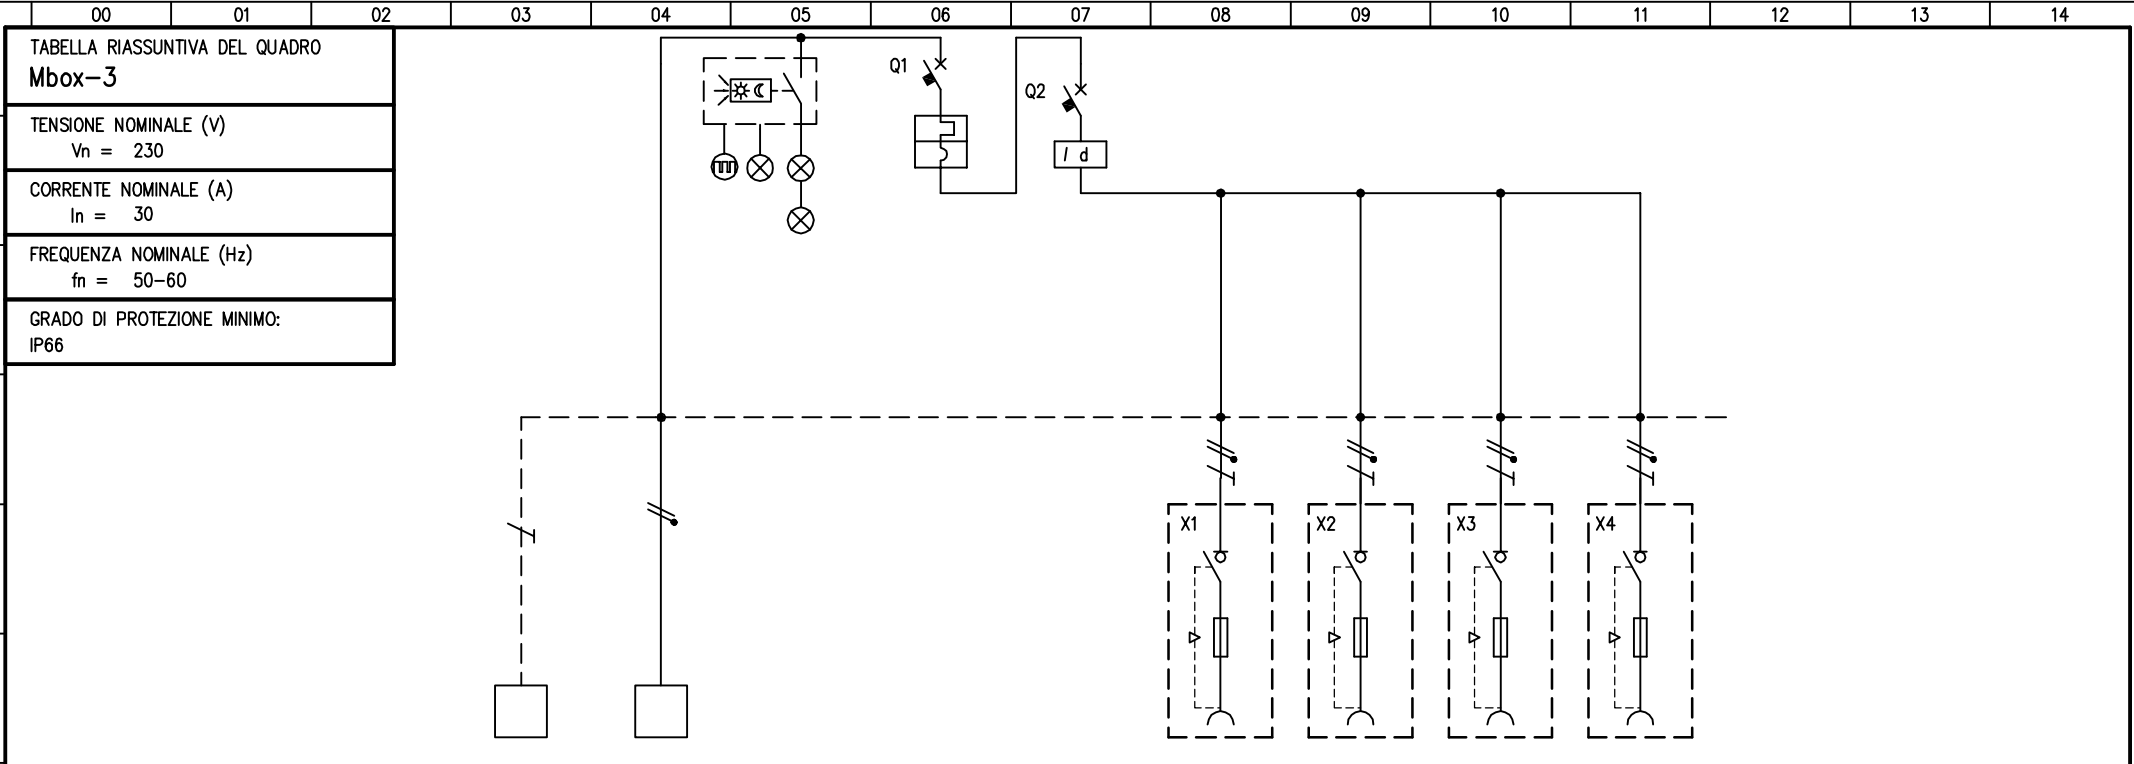 00 01 02 03 04 05 06 07 08 09 10 11 12 13 14
TABELLA RIASSUNTIVA DEL QUADRO
Mbox-3
TENSIONE NOMINALE (V)
Vn = 230
CORRENTE NOMINALE (A)
In = 30
FREQUENZA NOMINALE (Hz)
fn = 50-60
GRADO DI PROTEZIONE MINIMO:
IP66
Q1
Q2
I d
X1 X2 X3 X4